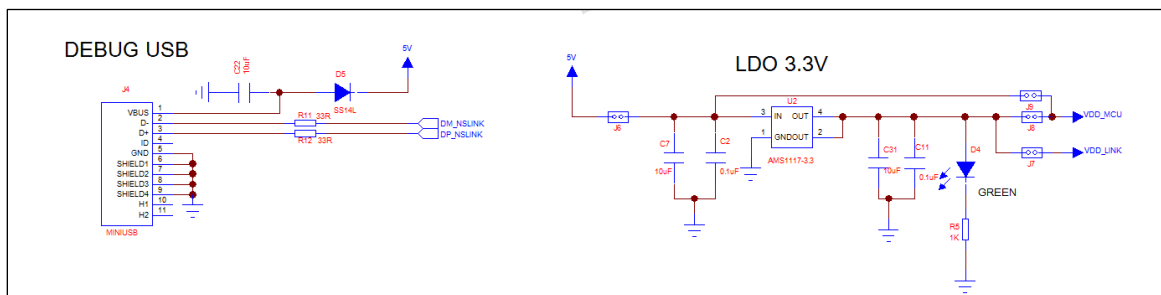 DEBUG USB
C22
10uF
D5
SS14L
5V
J4
MINIUSB
VBUS 1
D- 2
D+ 3
ID 4
GND 5
SHIELD1 6
SHIELD2 7
SHIELD3 8
SHIELD4 9
H1 10
H2 11
R11 33R
R12 33R
DM_NSLINK
DP_NSLINK
LDO 3.3V
5V
J6
C7
10uF
C2
0.1uF
U2
3 IN OUT 4
1 GNDOUT 2
AMS1117-3.3
C31
10uF
C11
0.1uF
D4
GREEN
R5
1K
J9
J8
J7
VDD_MCU
VDD_LINK